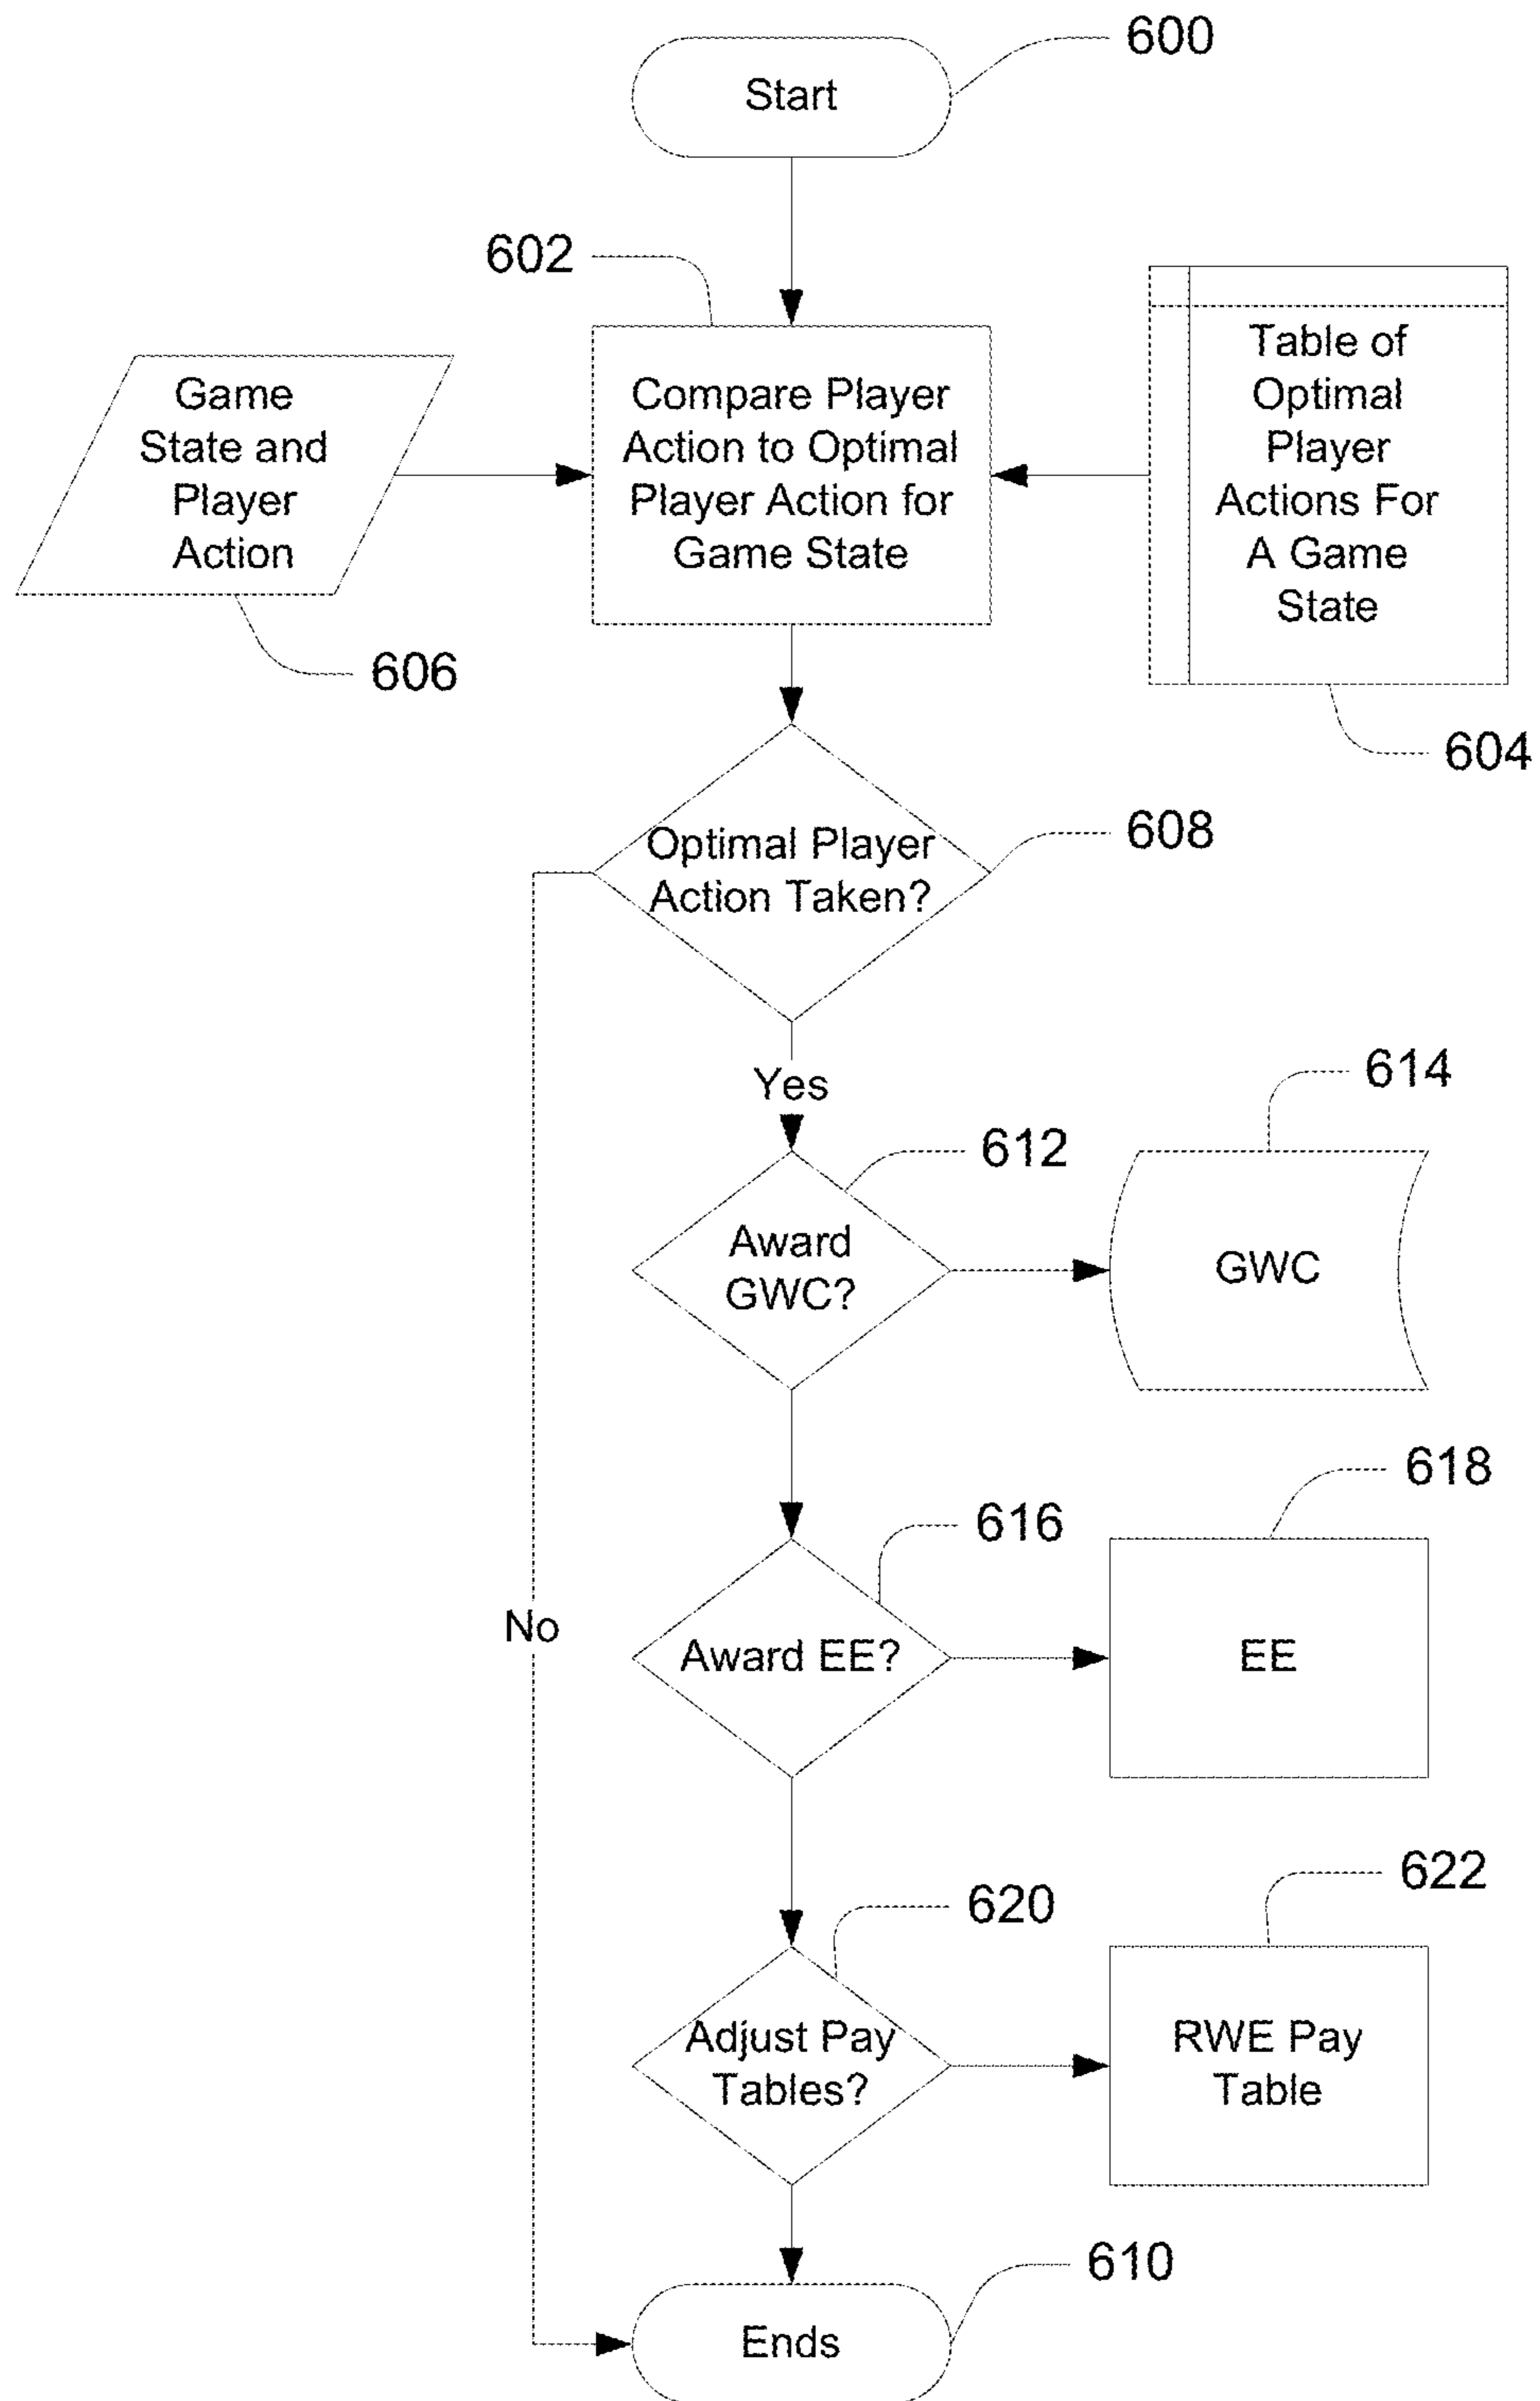 600
Start
602
Game
State and
Player
Action
606
Compare Player
Action to Optimal
Player Action for
Game State
Table of
Optimal
Player
Actions For
A Game
State
604
Optimal Player
Action Taken?
608
Yes
614
612
Award
GWC?
GWC
618
616
No
Award EE?
EE
622
620
Adjust Pay
Tables?
RWE Pay
Table
610
Ends